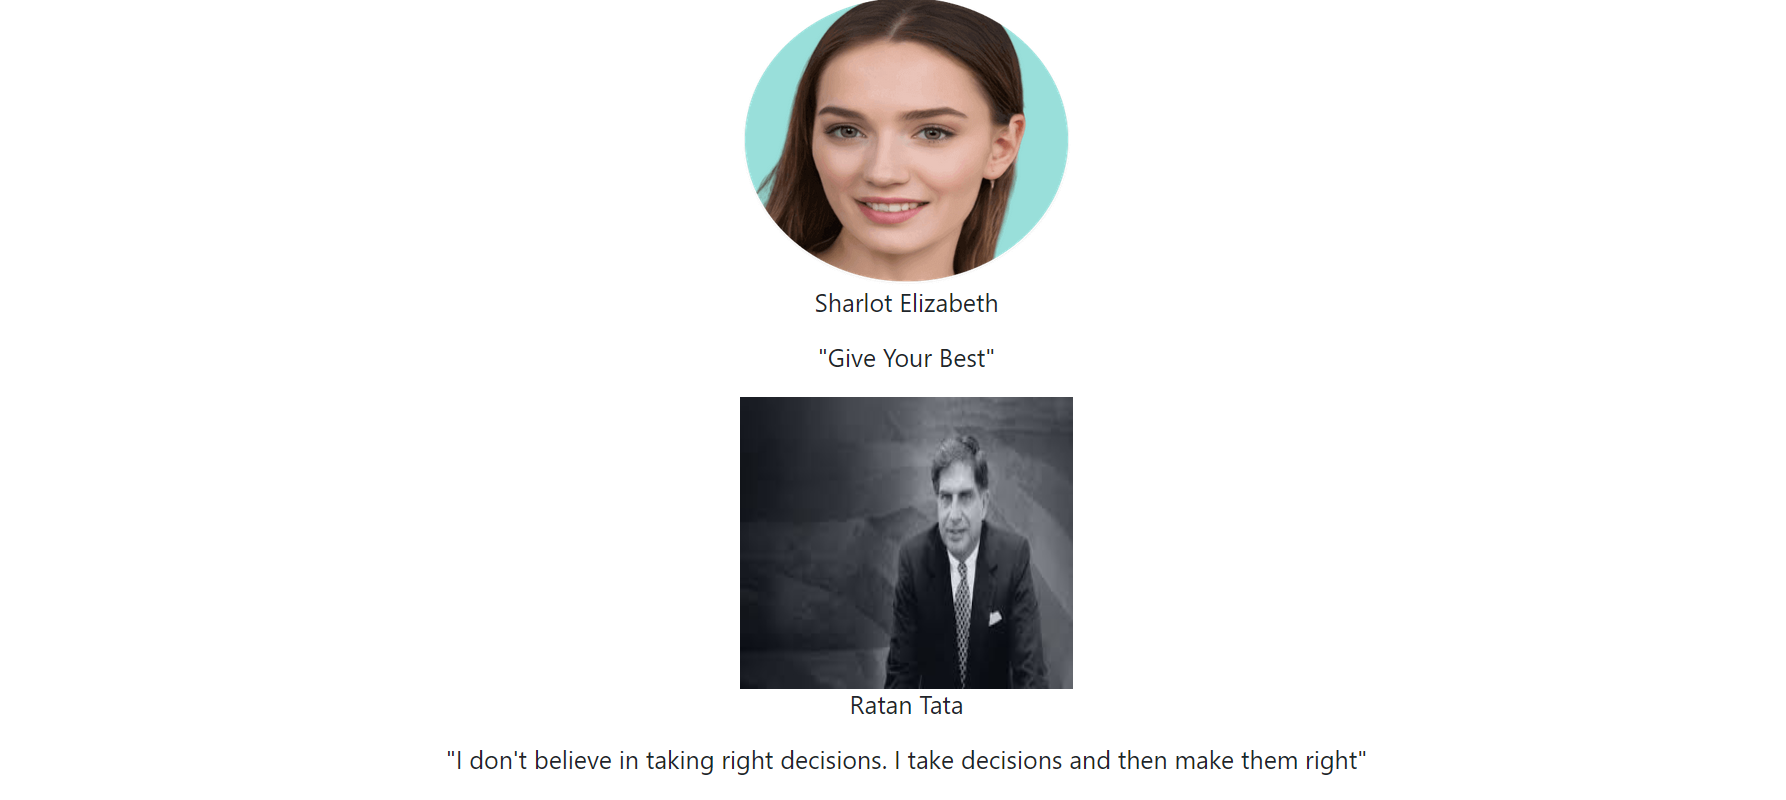 Sharlot Elizabeth
"Give Your Best"
Ratan Tata
"I don't believe in taking right decisions. I take decisions and then make them right"